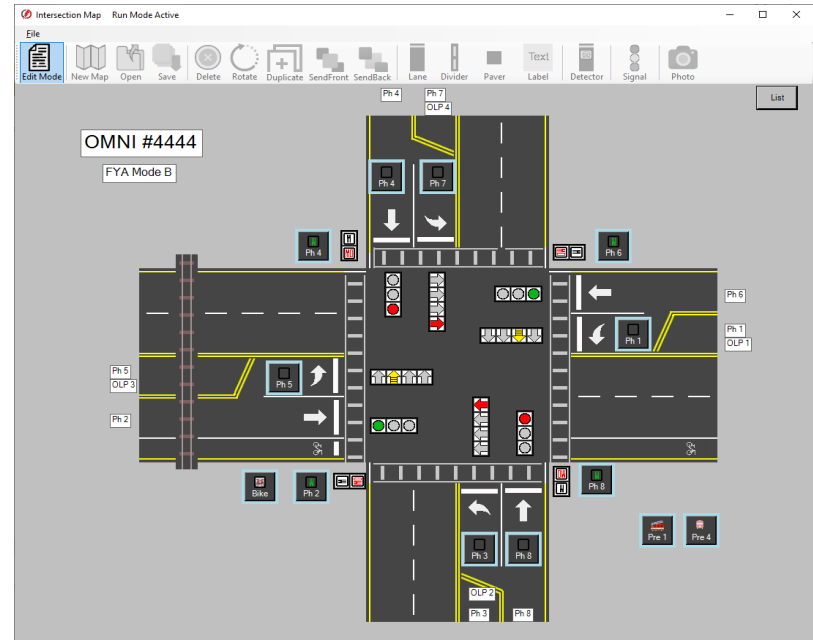 Intersection Map    Run Mode Active
File
Edit Mode New Map Open Save Delete Rotate Duplicate SendFront SendBack Lane Divider Paver Text Label Detector Signal Photo
Ph 4 Ph 7
OLP 4
List
OMNI #4444
FYA Mode B
Ph 4 Ph 7
Ph 4 Ph 6
Ph 6
Ph 1
Ph 1
OLP 1
Ph 5
OLP 3
Ph 5
Ph 2
Bike Ph 2 Ph 8
Pre 1 Pre 4
Ph 3 Ph 8
OLP 2
Ph 3 Ph 8